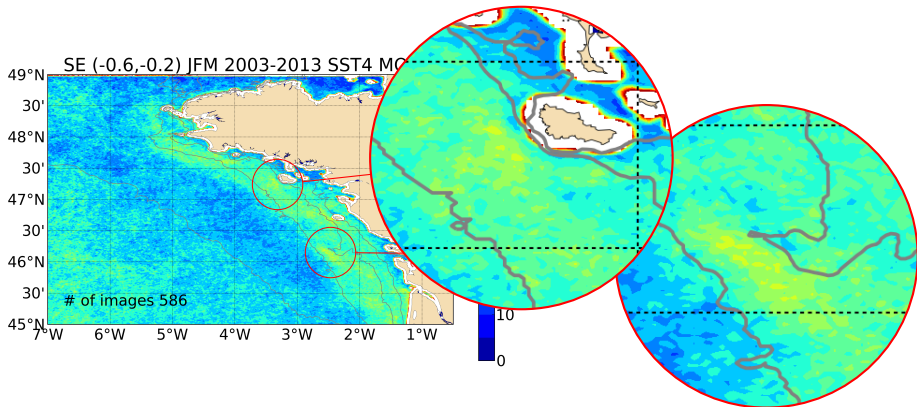 SE (-0.6,-0.2) JFM 2003-2013 SST4 MO
49°N
30'
48°N
30'
47°N
30'
46°N
30'
45°N
# of images 586
7°W 6°W 5°W 4°W 3°W 2°W 1°W
10
0